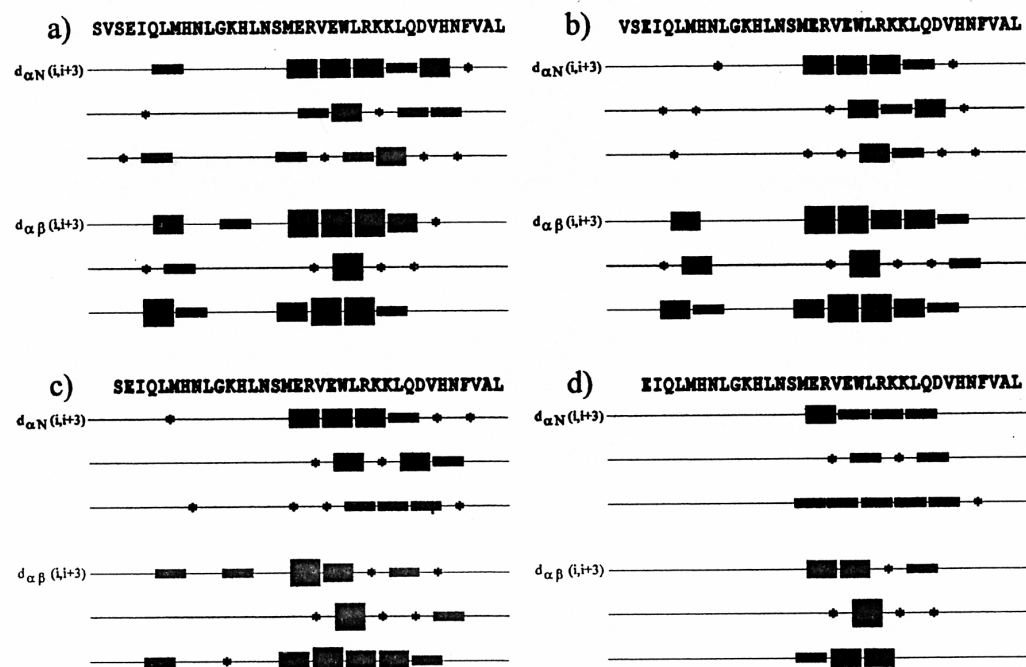 a) SVSEIQLMHNLGKHLNSMERVEWLRKKLQDVHNFVAL
dαN(i,i+3)
dαβ(i,i+3)
b) VSEIQLMHNLGKHLNSMERVEWLRKKLQDVHNFVAL
dαN(i,i+3)
dαβ(i,i+3)
c) SEIQLMHNLGKHLNSMERVEWLRKKLQDVHNFVAL
dαN(i,i+3)
dαβ(i,i+3)
d) EIQLMHNLGKHLNSMERVEWLRKKLQDVHNFVAL
dαN(i,i+3)
dαβ(i,i+3)